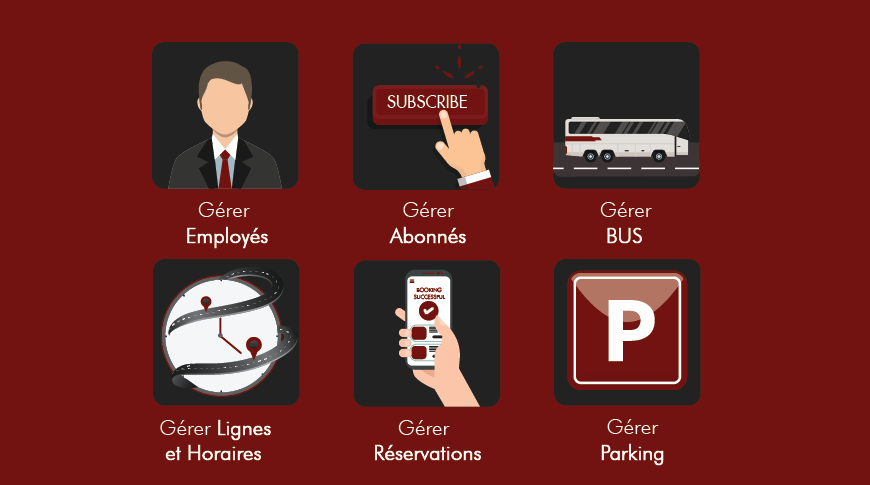 SUBSCRIBE
Gérer
Employés
Gérer
Abonnés
Gérer
BUS
BOOKING
SUCCESSFUL
P
Gérer Lignes
et Horaires
Gérer
Réservations
Gérer
Parking